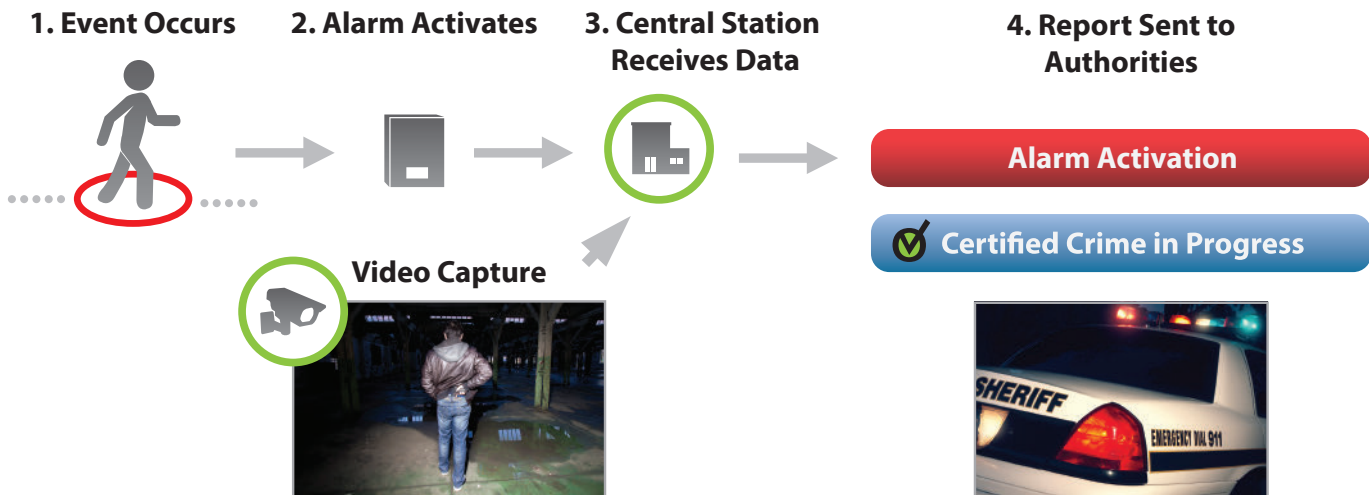 1. Event Occurs
2. Alarm Activates
3. Central Station
Receives Data
4. Report Sent to
Authorities
Alarm Activation
Certified Crime in Progress
Video Capture
SHERIFF
EMERGENCY DIAL 911